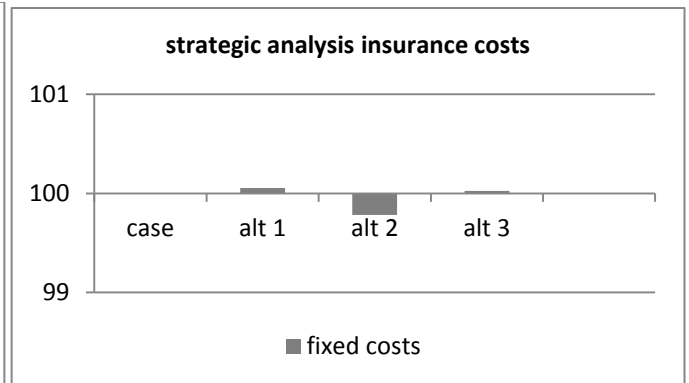 strategic analysis insurance costs
101
100
case alt 1 alt 2 alt 3
99
fixed costs